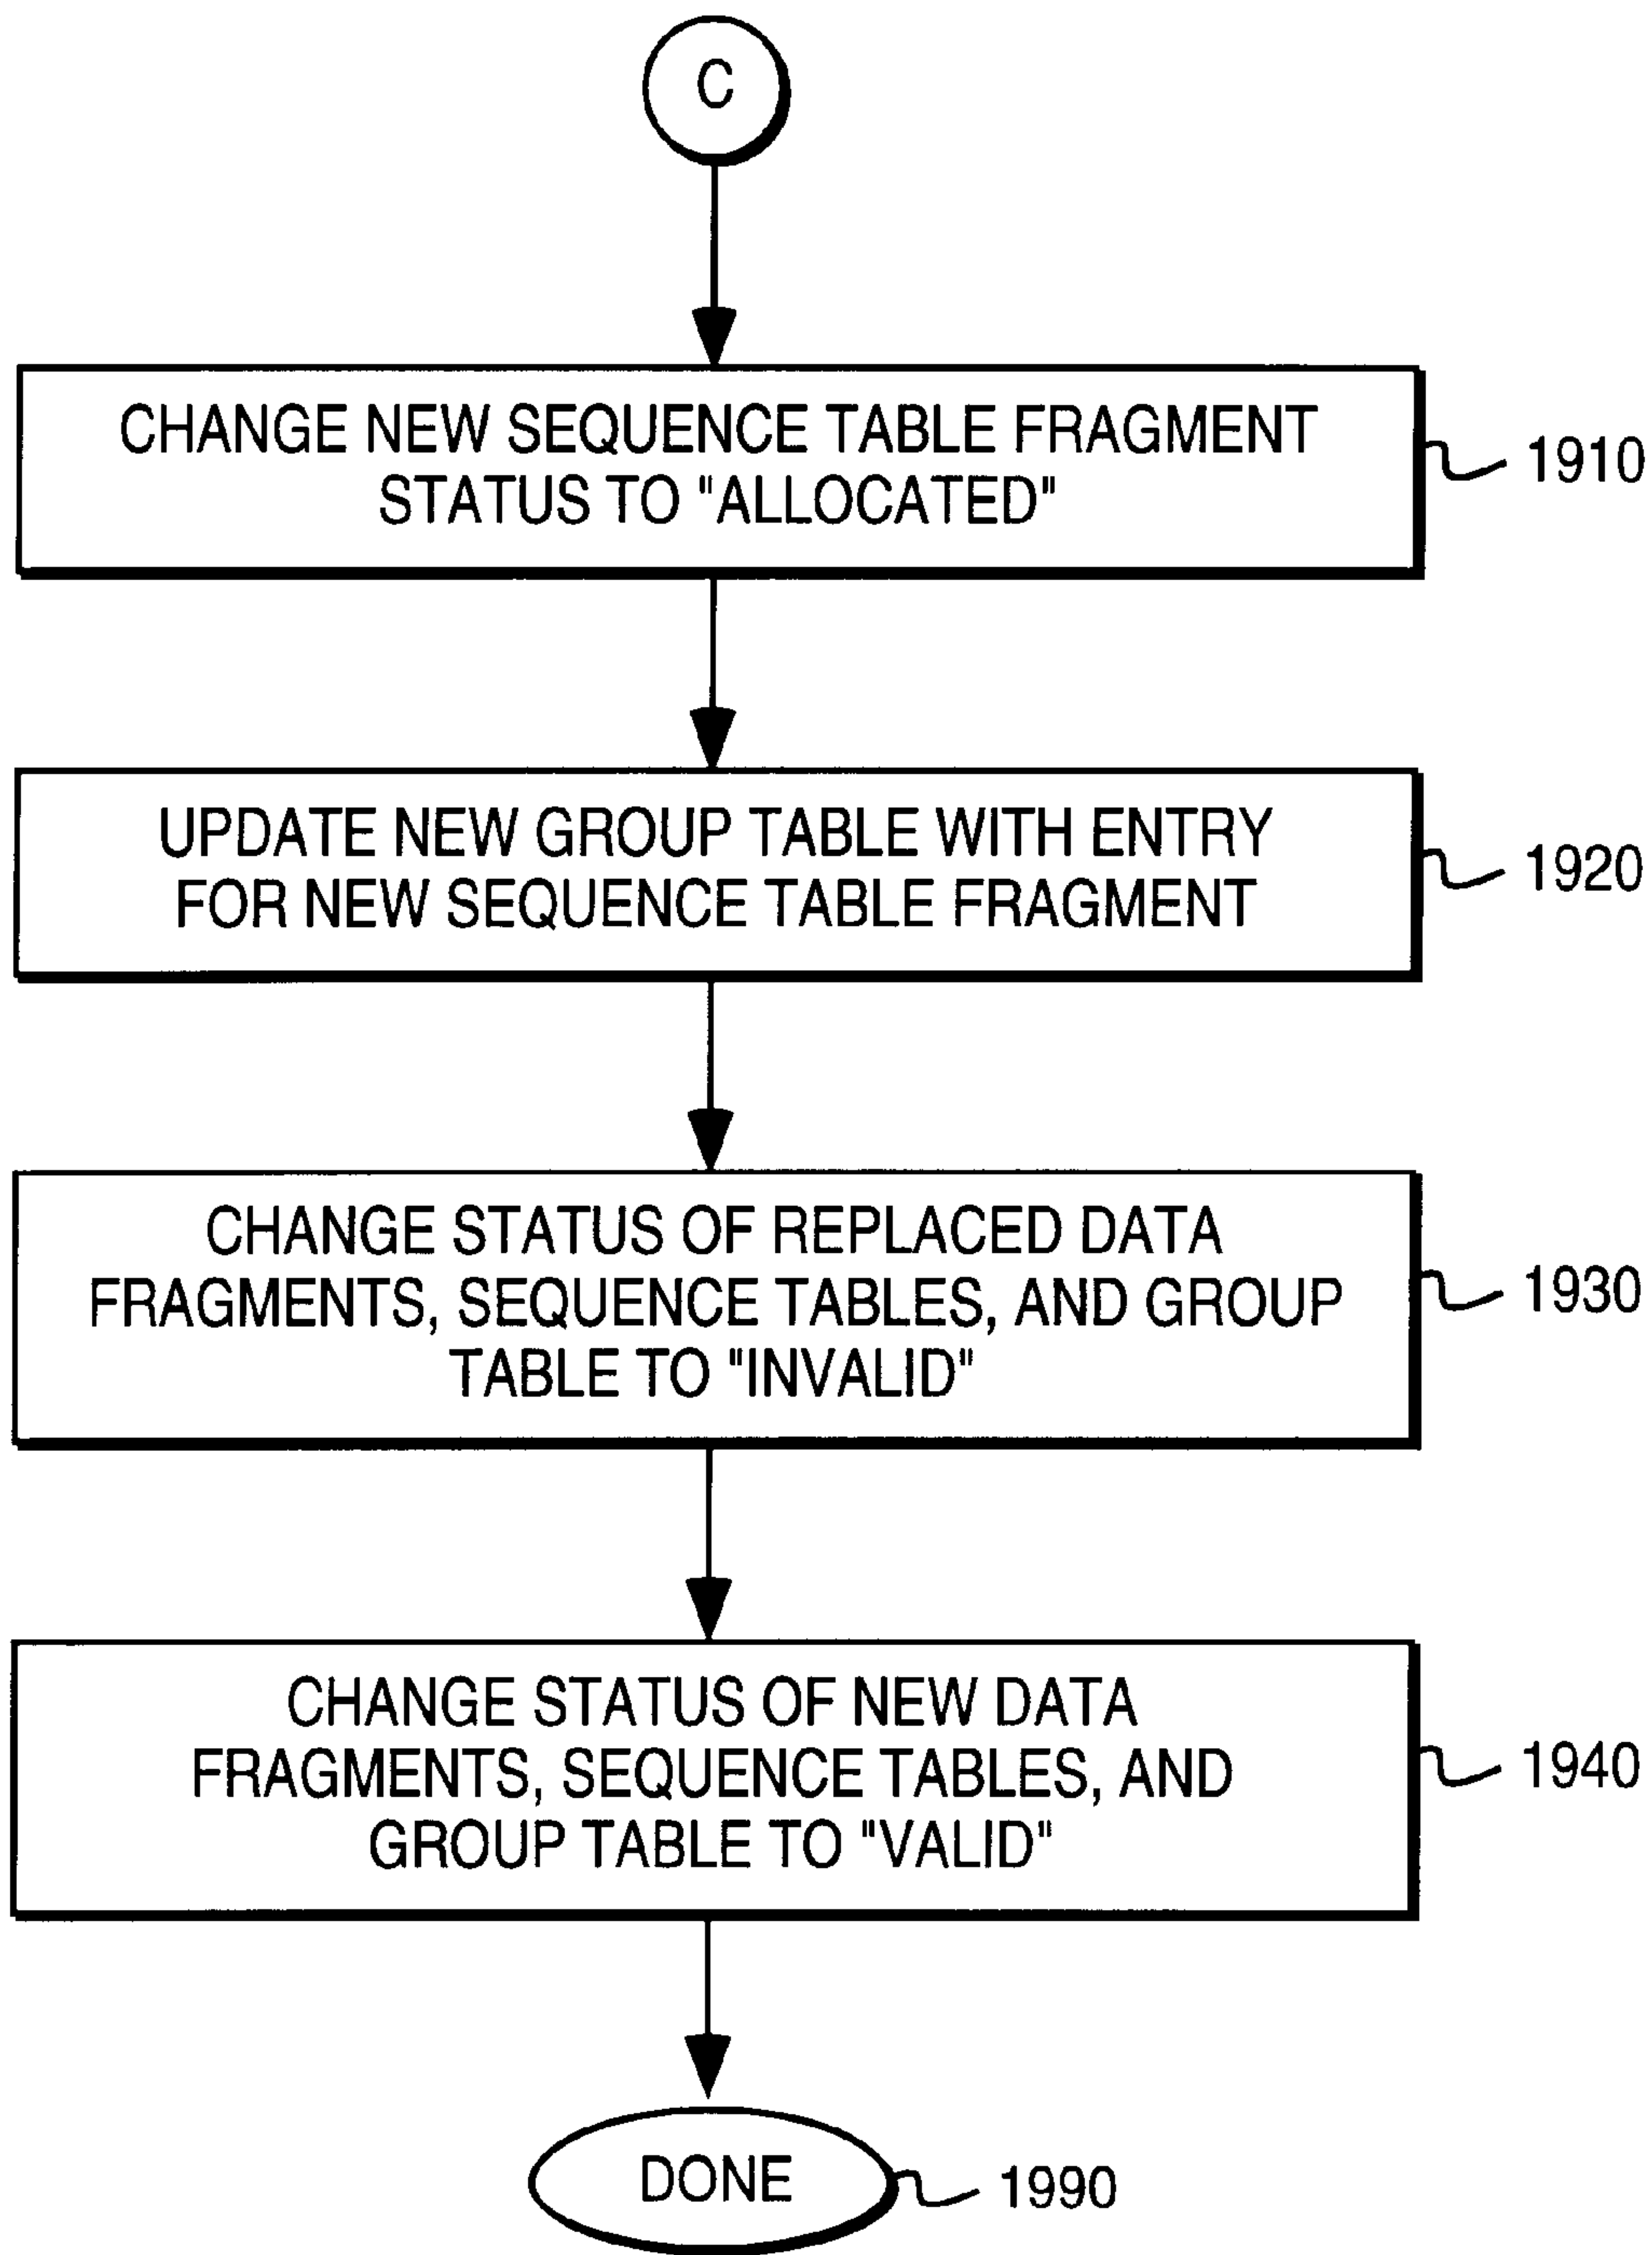 C
CHANGE NEW SEQUENCE TABLE FRAGMENT
STATUS TO "ALLOCATED"
1910
UPDATE NEW GROUP TABLE WITH ENTRY
FOR NEW SEQUENCE TABLE FRAGMENT
1920
CHANGE STATUS OF REPLACED DATA
FRAGMENTS, SEQUENCE TABLES, AND GROUP
TABLE TO "INVALID"
1930
CHANGE STATUS OF NEW DATA
FRAGMENTS, SEQUENCE TABLES, AND
GROUP TABLE TO "VALID"
1940
DONE
1990